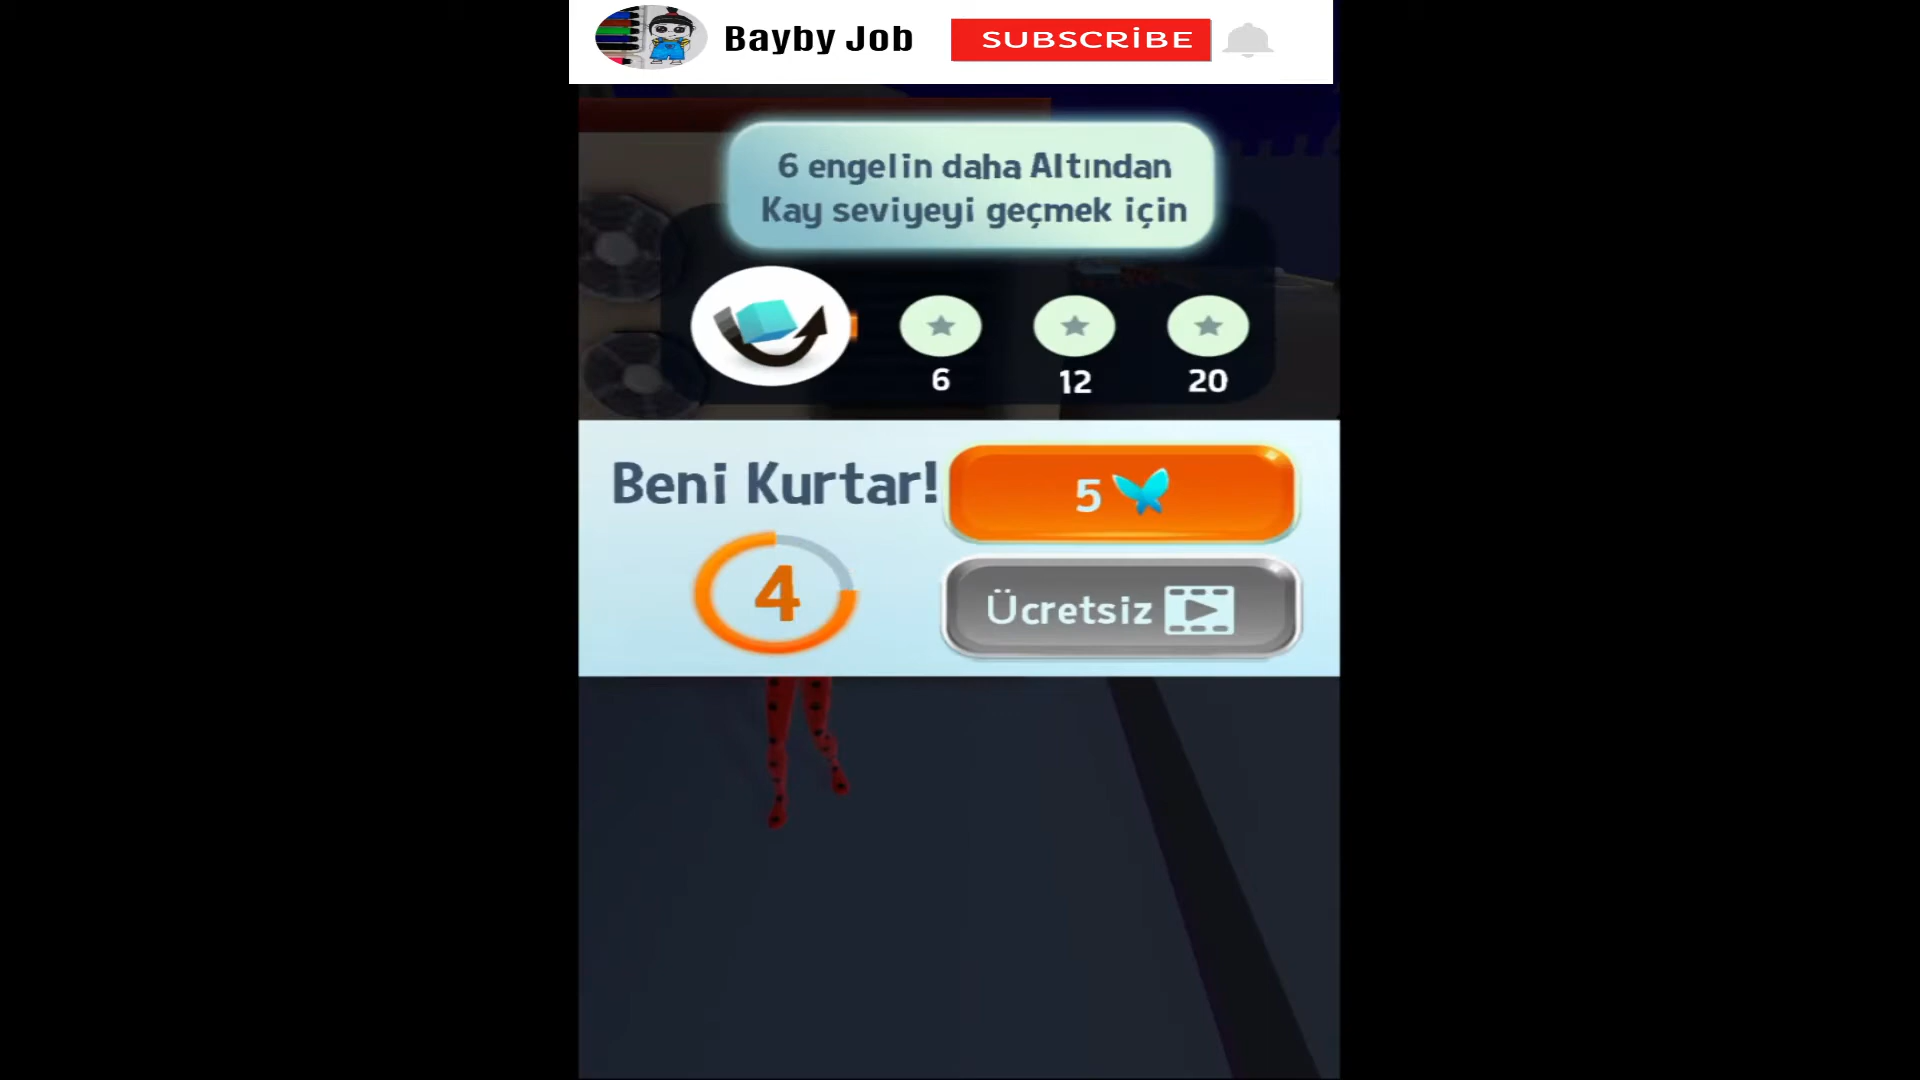 Bayby Job
SUBSCRİBE
6 engelin daha Altından
Kay seviyeyi geçmek için
6
12
20
Beni Kurtar!
5
4
Ücretsiz